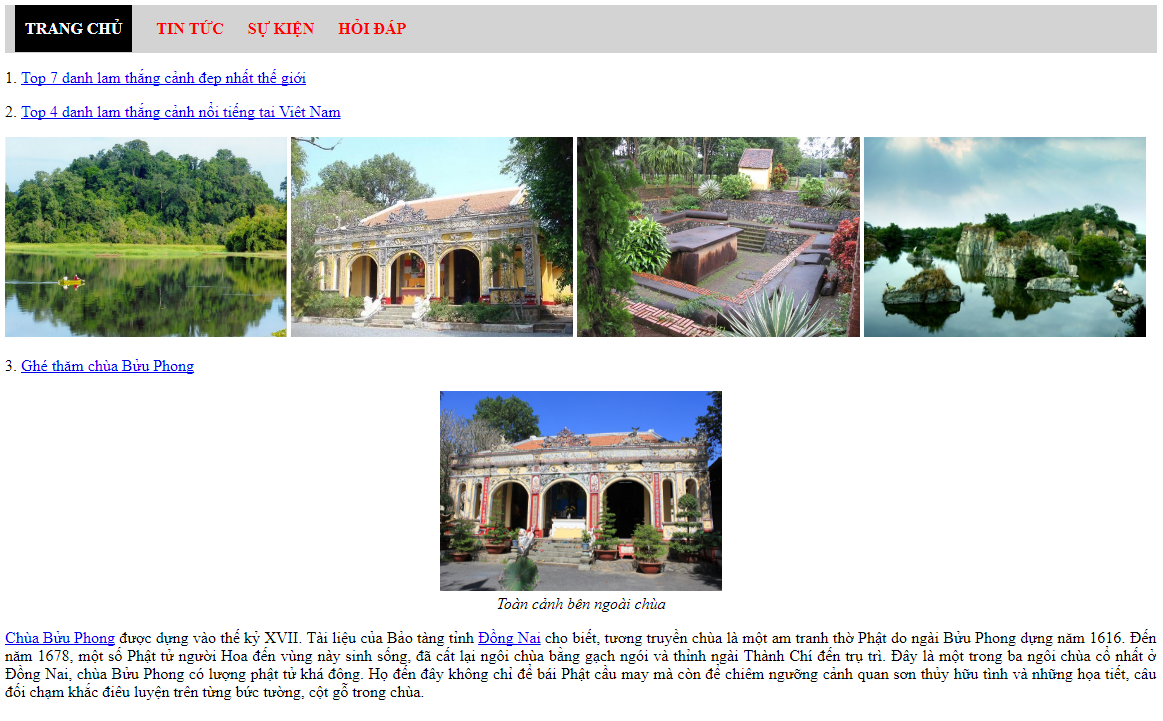 TRANG CHỦ TIN TỨC SỰ KIỆN HỎI ĐÁP
1. Top 7 danh lam thắng cảnh đẹp nhất thế giới
2. Top 4 danh lam thắng cảnh nổi tiếng tai Việt Nam
3. Ghé thăm chùa Bửu Phong
Toàn cảnh bên ngoài chùa
Chùa Bửu Phong được dựng vào thế kỷ XVII. Tài liệu của Bảo tàng tỉnh Đồng Nai cho biết, tương truyền chùa là một am tranh thờ Phật do ngài Bửu Phong dựng năm 1616. Đến
năm 1678, một số Phật tử người Hoa đến vùng này sinh sống, đã cất lại ngôi chùa bằng gạch ngói và thỉnh ngài Thành Chí đến trụ trì. Đây là một trong ba ngôi chùa cổ nhất ở
Đồng Nai, chùa Bửu Phong có lượng phật tử khá đông. Họ đến đây không chỉ để bái Phật cầu may mà còn để chiêm ngưỡng cảnh quan sơn thủy hữu tình và những họa tiết, câu
đối chạm khắc điêu luyện trên từng bức tường, cột gỗ trong chùa.